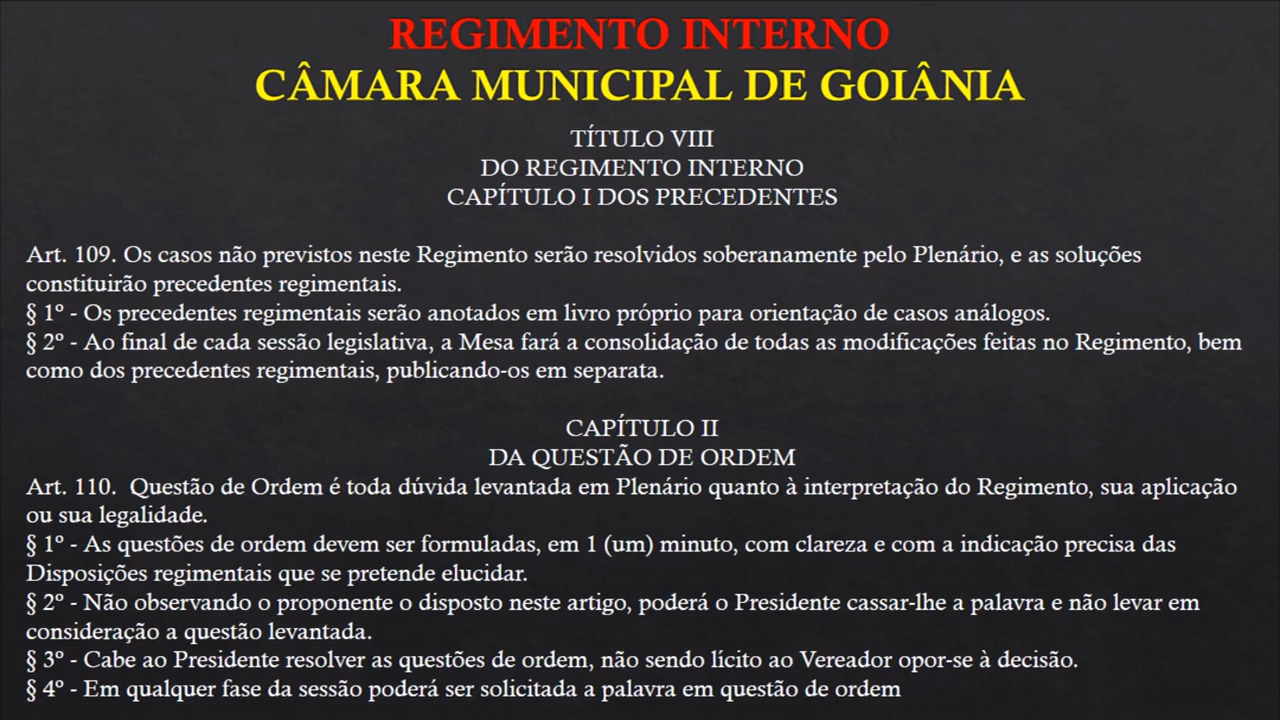 REGIMENTO INTERNO
CÂMARA MUNICIPAL DE GOIÂNIA
TÍTULO VIII
DO REGIMENTO INTERNO
CAPÍTULO I DOS PRECEDENTES
Art. 109. Os casos não previstos neste Regimento serão resolvidos soberanamente pelo Plenário, e as soluções
constituirão precedentes regimentais.
§ 1º - Os precedentes regimentais serão anotados em livro próprio para orientação de casos análogos.
§ 2º - Ao final de cada sessão legislativa, a Mesa fará a consolidação de todas as modificações feitas no Regimento, bem
como dos precedentes regimentais, publicando-os em separata.
CAPÍTULO II
DA QUESTÃO DE ORDEM
Art. 110.  Questão de Ordem é toda dúvida levantada em Plenário quanto à interpretação do Regimento, sua aplicação
ou sua legalidade.
§ 1º - As questões de ordem devem ser formuladas, em 1 (um) minuto, com clareza e com a indicação precisa das
Disposições regimentais que se pretende elucidar.
§ 2º - Não observando o proponente o disposto neste artigo, poderá o Presidente cassar-lhe a palavra e não levar em
consideração a questão levantada.
§ 3º - Cabe ao Presidente resolver as questões de ordem, não sendo lícito ao Vereador opor-se à decisão.
§ 4º - Em qualquer fase da sessão poderá ser solicitada a palavra em questão de ordem